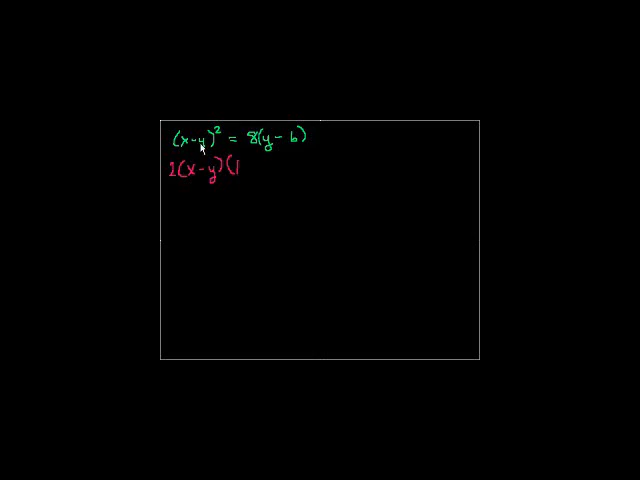 (x-y)² = 8(y-6)
2(x-y)(1